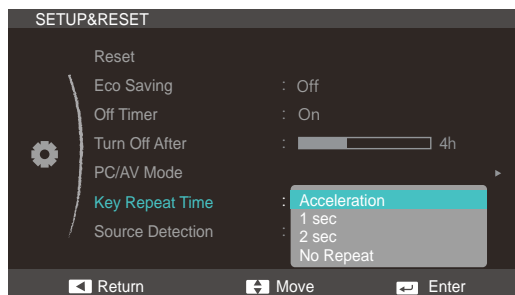 SETUP&RESET
Reset
Eco Saving : Off
Off Timer : On
Turn Off After : 4h
PC/AV Mode
Key Repeat Time : Acceleration
1 sec
Source Detection : 2 sec
No Repeat
Return Move Enter